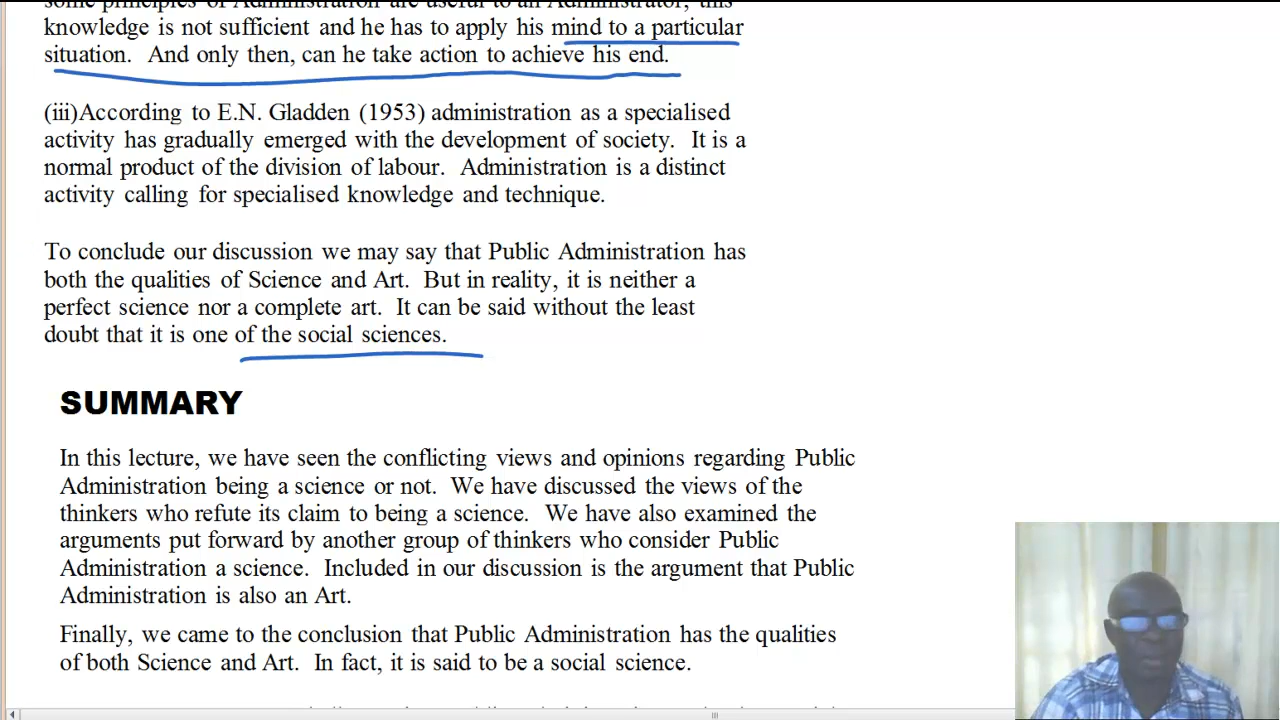 some principles of Administration are useful to an Administrator, this
knowledge is not sufficient and he has to apply his mind to a particular
situation. And only then, can he take action to achieve his end.
(iii)According to E.N. Gladden (1953) administration as a specialised
activity has gradually emerged with the development of society. It is a
normal product of the division of labour. Administration is a distinct
activity calling for specialised knowledge and technique.
To conclude our discussion we may say that Public Administration has
both the qualities of Science and Art. But in reality, it is neither a
perfect science nor a complete art. It can be said without the least
doubt that it is one of the social sciences.
SUMMARY
In this lecture, we have seen the conflicting views and opinions regarding Public
Administration being a science or not. We have discussed the views of the
thinkers who refute its claim to being a science. We have also examined the
arguments put forward by another group of thinkers who consider Public
Administration a science. Included in our discussion is the argument that Public
Administration is also an Art.
Finally, we came to the conclusion that Public Administration has the qualities
of both Science and Art. In fact, it is said to be a social science.